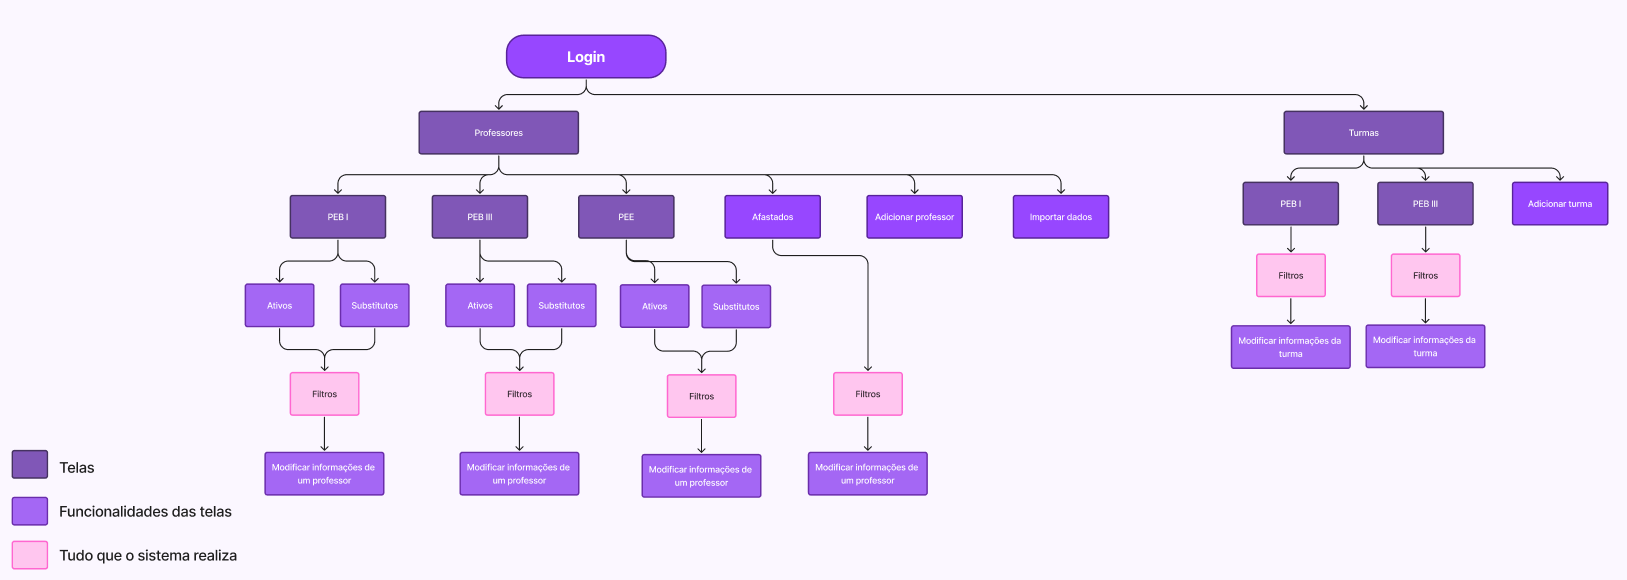 Login
Professores
Turmas
PEB I
PEB III
PEE
Afastados
Adicionar professor
Importar dados
PEB I
PEB III
Adicionar turma
Ativos
Substitutos
Ativos
Substitutos
Ativos
Substitutos
Filtros
Filtros
Modificar informações da
turma
Modificar informações da
turma
Filtros
Filtros
Filtros
Filtros
Modificar informações de
um professor
Modificar informações de
um professor
Modificar informações de
um professor
Modificar informações de
um professor
Telas
Funcionalidades das telas
Tudo que o sistema realiza